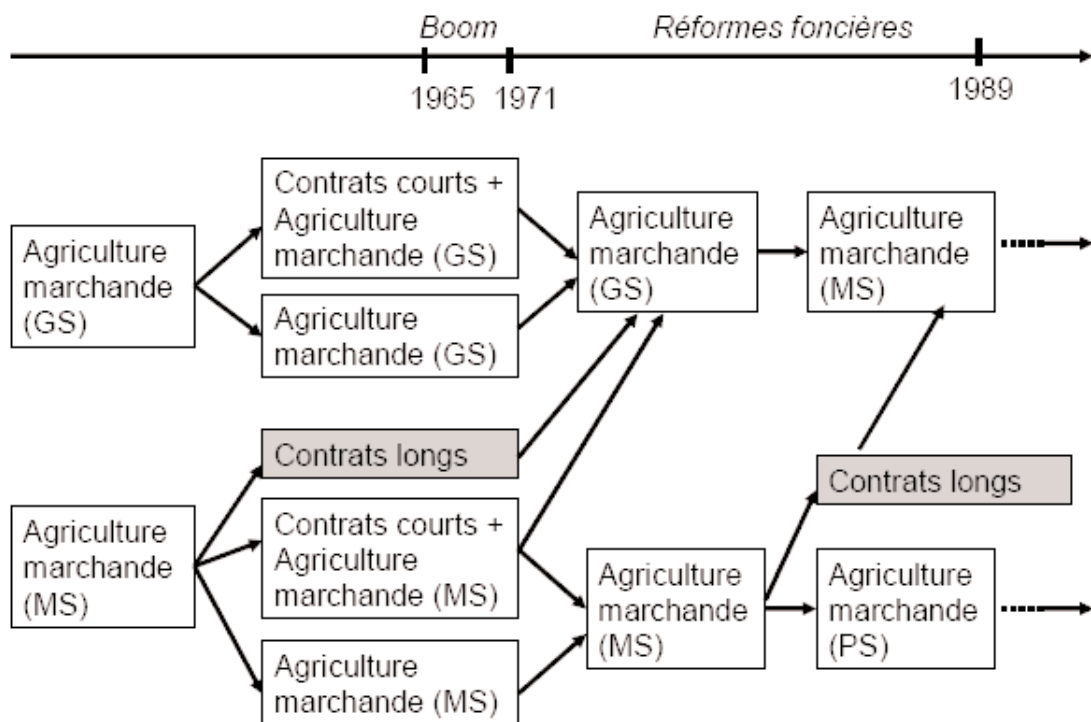 Boom
Réformes foncières
1965
1971
1989
Agriculture
marchande
(GS)
Contrats courts +
Agriculture
marchande (GS)
Agriculture
marchande (GS)
Agriculture
marchande
(GS)
Agriculture
marchande
(MS)
Contrats longs
Contrats longs
Agriculture
marchande
(MS)
Contrats courts +
Agriculture
marchande (MS)
Agriculture
marchande (MS)
Agriculture
marchande
(MS)
Agriculture
marchande
(PS)